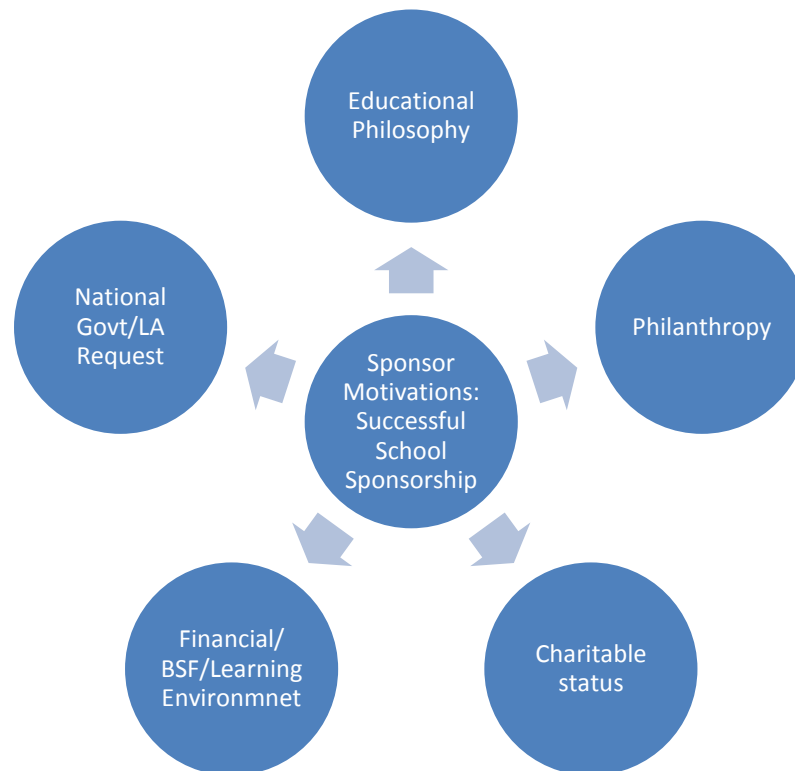 Educational
Philosophy
National
Govt/LA
Request
Philanthropy
Sponsor
Motivations:
Successful
School
Sponsorship
Financial/
BSF/Learning
Environmnet
Charitable
status